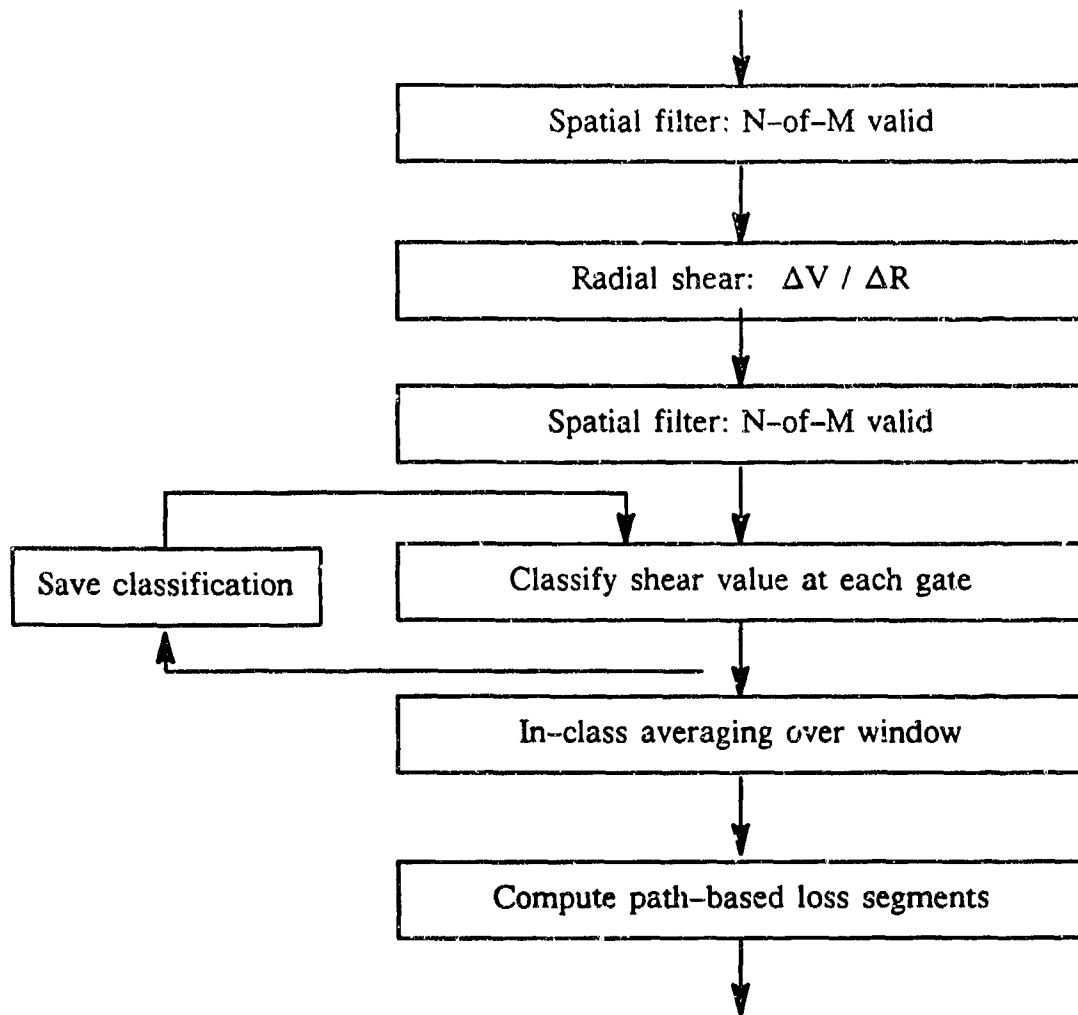 Spatial filter: N-of-M valid
Radial shear: ΔV / ΔR
Spatial filter: N-of-M valid
Save classification
Classify shear value at each gate
In-class averaging over window
Compute path-based loss segments